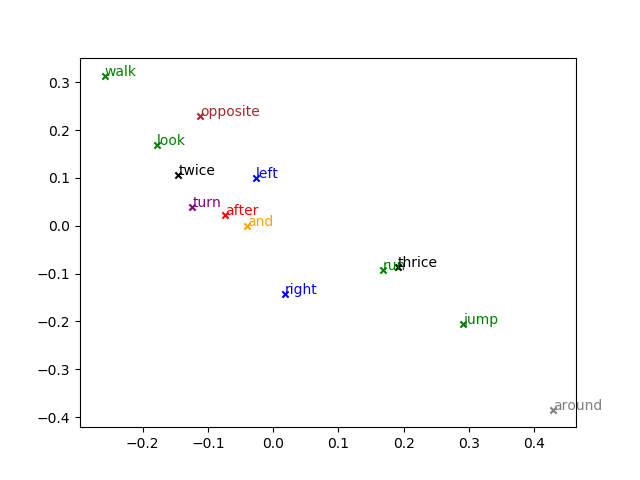 walk
0.3
opposite
0.2
look
twice
left
0.1
turn
after
and
0.0
thrice
−0.1
right
jump
−0.2
−0.3
around
−0.4
−0.2 −0.1 0.0 0.1 0.2 0.3 0.4